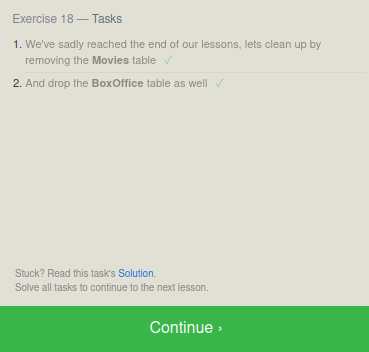 Exercise 18 — Tasks
1. We've sadly reached the end of our lessons, lets clean up by
removing the Movies table ✓
2. And drop the BoxOffice table as well ✓
Stuck? Read this task's Solution.
Solve all tasks to continue to the next lesson.
Continue ›